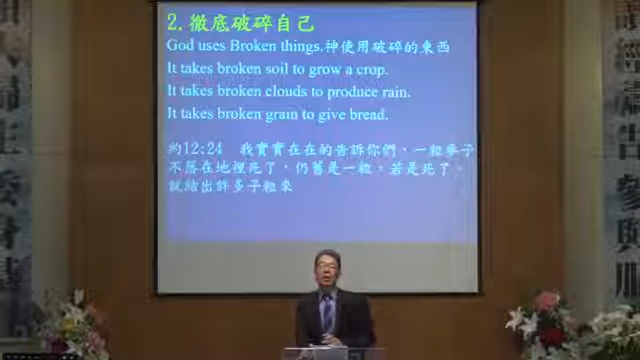 2.徹底破碎自己
God uses Broken things.神使用破碎的東西
It takes broken soil to grow a crop.
It takes broken clouds to produce rain.
It takes broken grain to give bread.
約12:24 我實實在在的告訴你們，一粒麥子
不落在地裡死了，仍舊是一粒，若是死了，
就結出許多子粒來